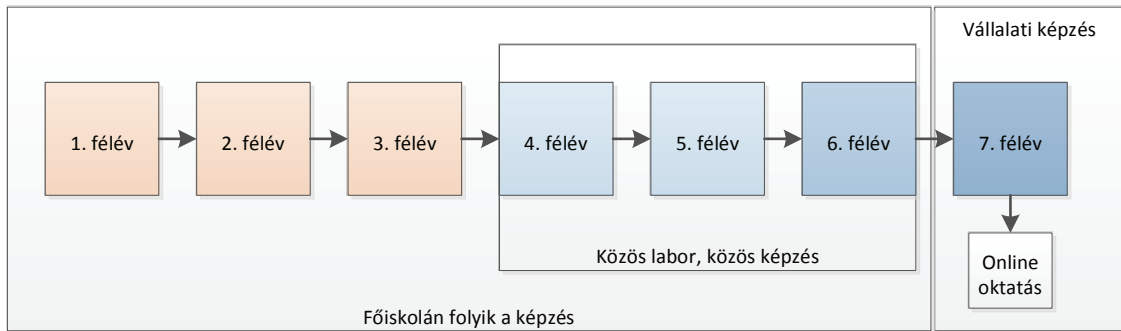 Vállalati képzés
1. félév
2. félév
3. félév
4. félév
5. félév
6. félév
7. félév
Közös labor, közös képzés
Online
oktatás
Főiskolán folyik a képzés